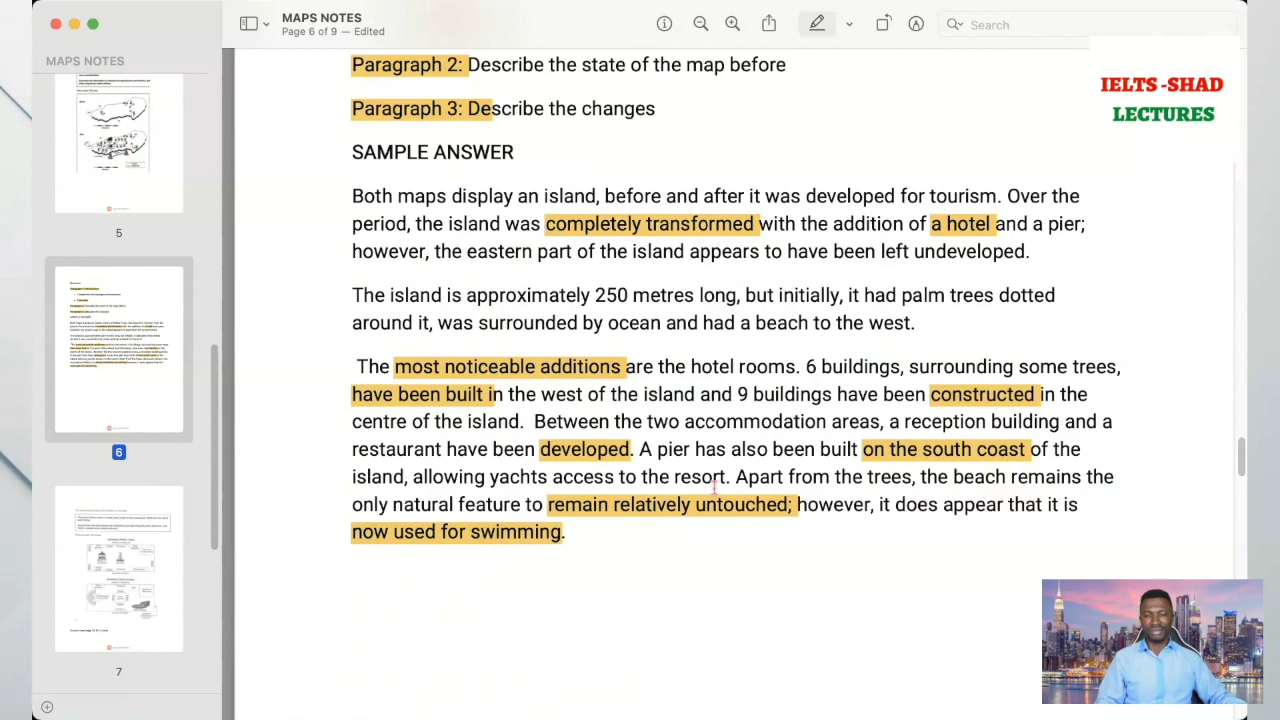 MAPS NOTES
Page 6 of 9 — Edited
Search
MAPS NOTES
5
6
7
IELTS -SHAD
LECTURES
Paragraph 2: Describe the state of the map before
Paragraph 3: Describe the changes
SAMPLE ANSWER
Both maps display an island, before and after it was developed for tourism. Over the
period, the island was completely transformed with the addition of a hotel and a pier;
however, the eastern part of the island appears to have been left undeveloped.
The island is approximately 250 metres long, but initially, it had palm trees dotted
around it, was surrounded by ocean and had a beach to the west.
The most noticeable additions are the hotel rooms. 6 buildings, surrounding some trees,
have been built in the west of the island and 9 buildings have been constructed in the
centre of the island. Between the two accommodation areas, a reception building and a
restaurant have been developed. A pier has also been built on the south coast of the
island, allowing yachts access to the resort. Apart from the trees, the beach remains the
only natural feature to remain relatively untouched; however, it does appear that it is
now used for swimming.